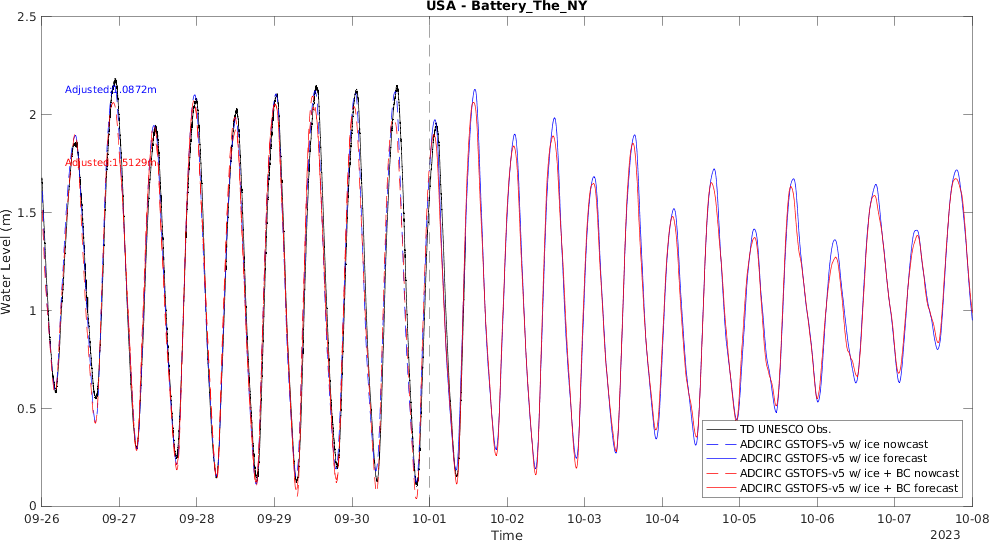 USA - Battery_The_NY
2.5
2
1.5
1
0.5
0
Water Level (m)
Adjusted:1.0872m
Adjusted:1.5129m
TD UNESCO Obs.
ADCIRC GSTOFS-v5 w/ ice nowcast
ADCIRC GSTOFS-v5 w/ ice forecast
ADCIRC GSTOFS-v5 w/ ice + BC nowcast
ADCIRC GSTOFS-v5 w/ ice + BC forecast
09-26 09-27 09-28 09-29 09-30 10-01 10-02 10-03 10-04 10-05 10-06 10-07 10-08
Time
2023